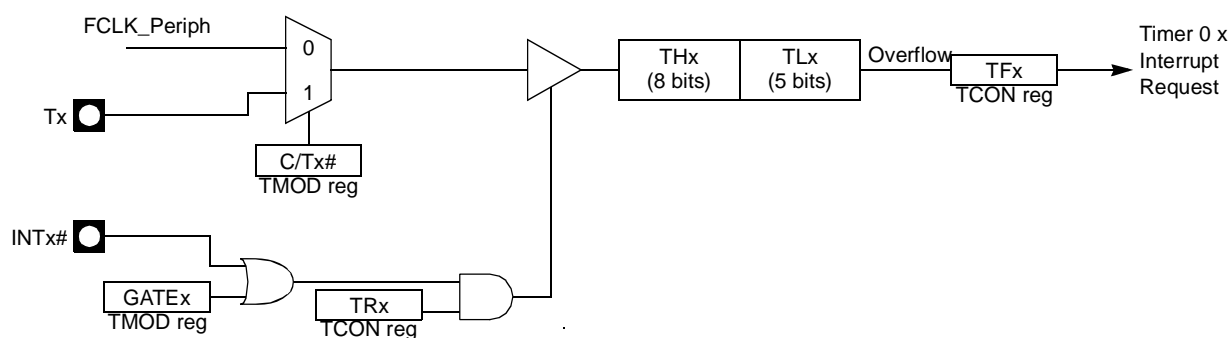 FCLK_Periph
0
1
Tx
C/Tx#
TMOD reg
THx
(8 bits)
TLx
(5 bits)
Overflow
TFx
TCON reg
Timer 0 x
Interrupt
Request
INTx#
GATEx
TMOD reg
TRx
TCON reg
.